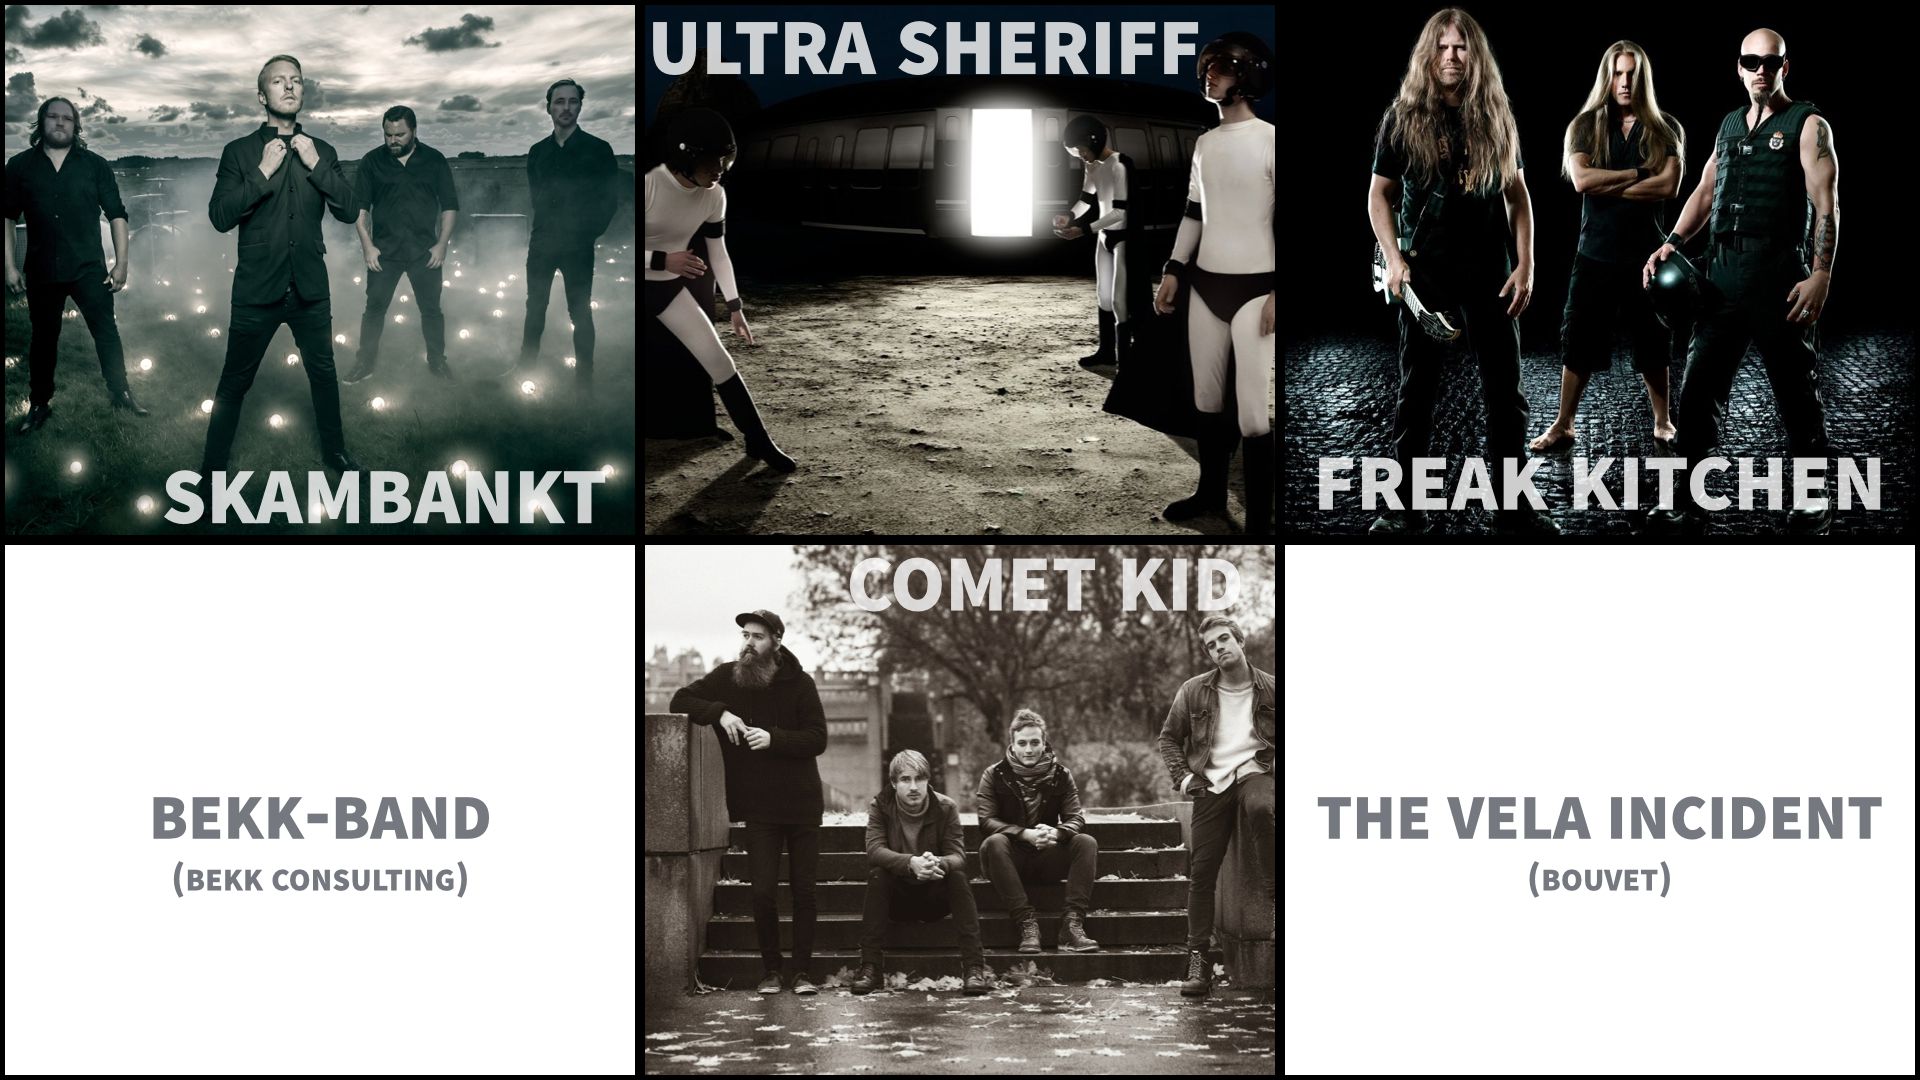 SKAMBANKT
ULTRA SHERIFF
FREAK KITCHEN
BEKK-BAND
(BEKK CONSULTING)
COMET KID
THE VELA INCIDENT
(BOUVET)